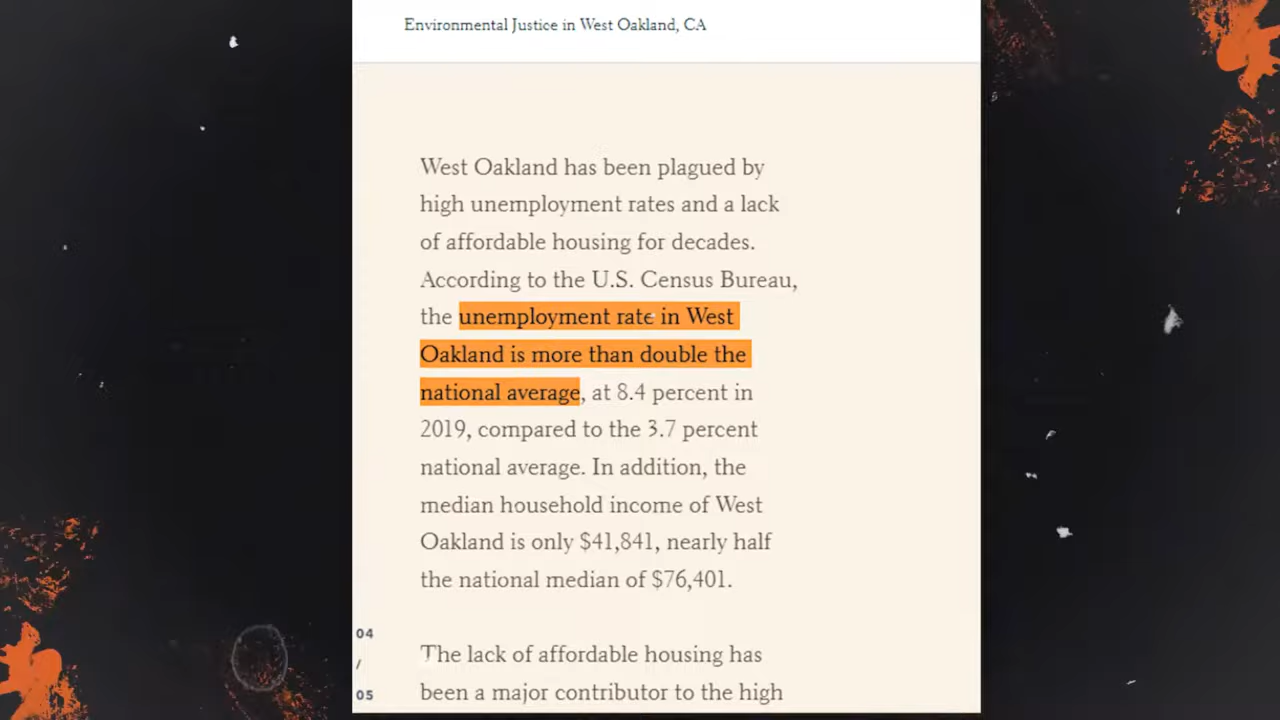 Environmental Justice in West Oakland, CA
West Oakland has been plagued by
high unemployment rates and a lack
of affordable housing for decades.
According to the U.S. Census Bureau,
the unemployment rate in West
Oakland is more than double the
national average, at 8.4 percent in
2019, compared to the 3.7 percent
national average. In addition, the
median household income of West
Oakland is only $41,841, nearly half
the national median of $76,401.
04
/
05
The lack of affordable housing has
been a major contributor to the high